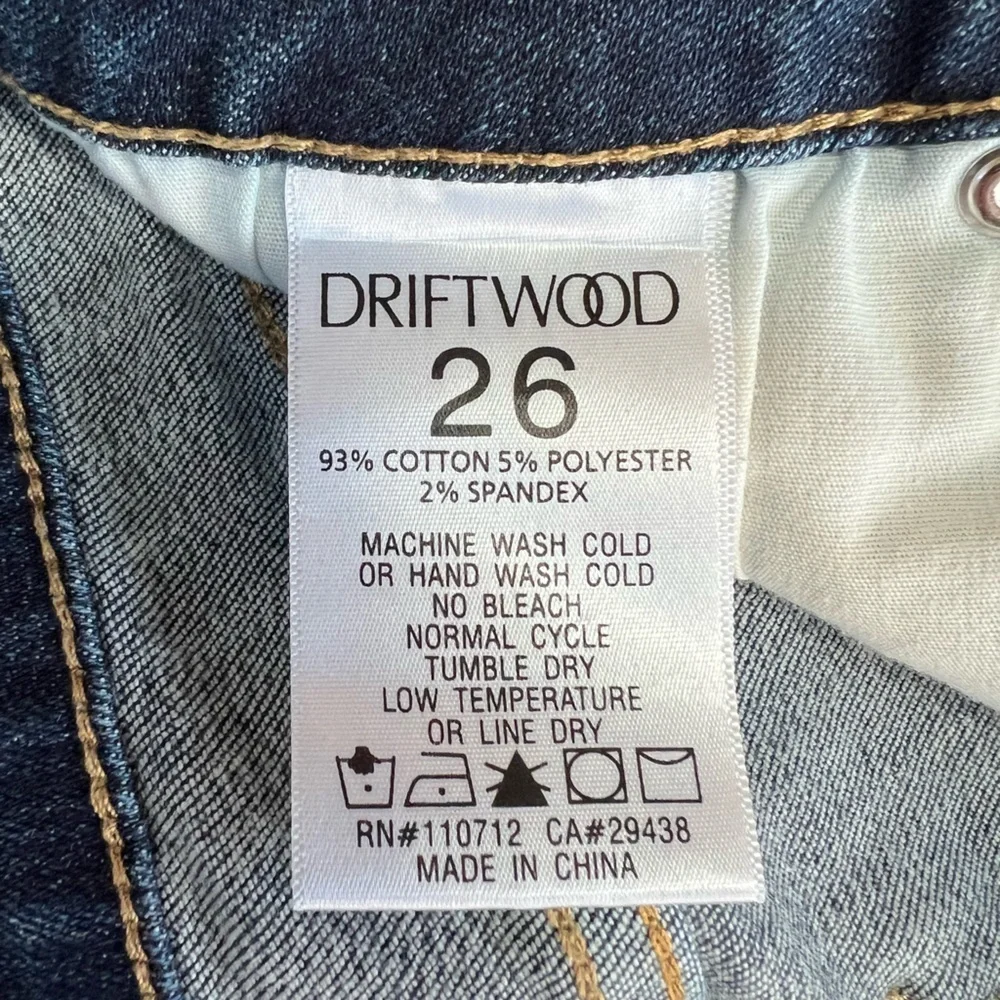 DRIFTWOOD
26
93% COTTON 5% POLYESTER
2% SPANDEX
MACHINE WASH COLD
OR HAND WASH COLD
NO BLEACH
NORMAL CYCLE
TUMBLE DRY
LOW TEMPERATURE
OR LINE DRY
RN#110712 CA#29438
MADE IN CHINA